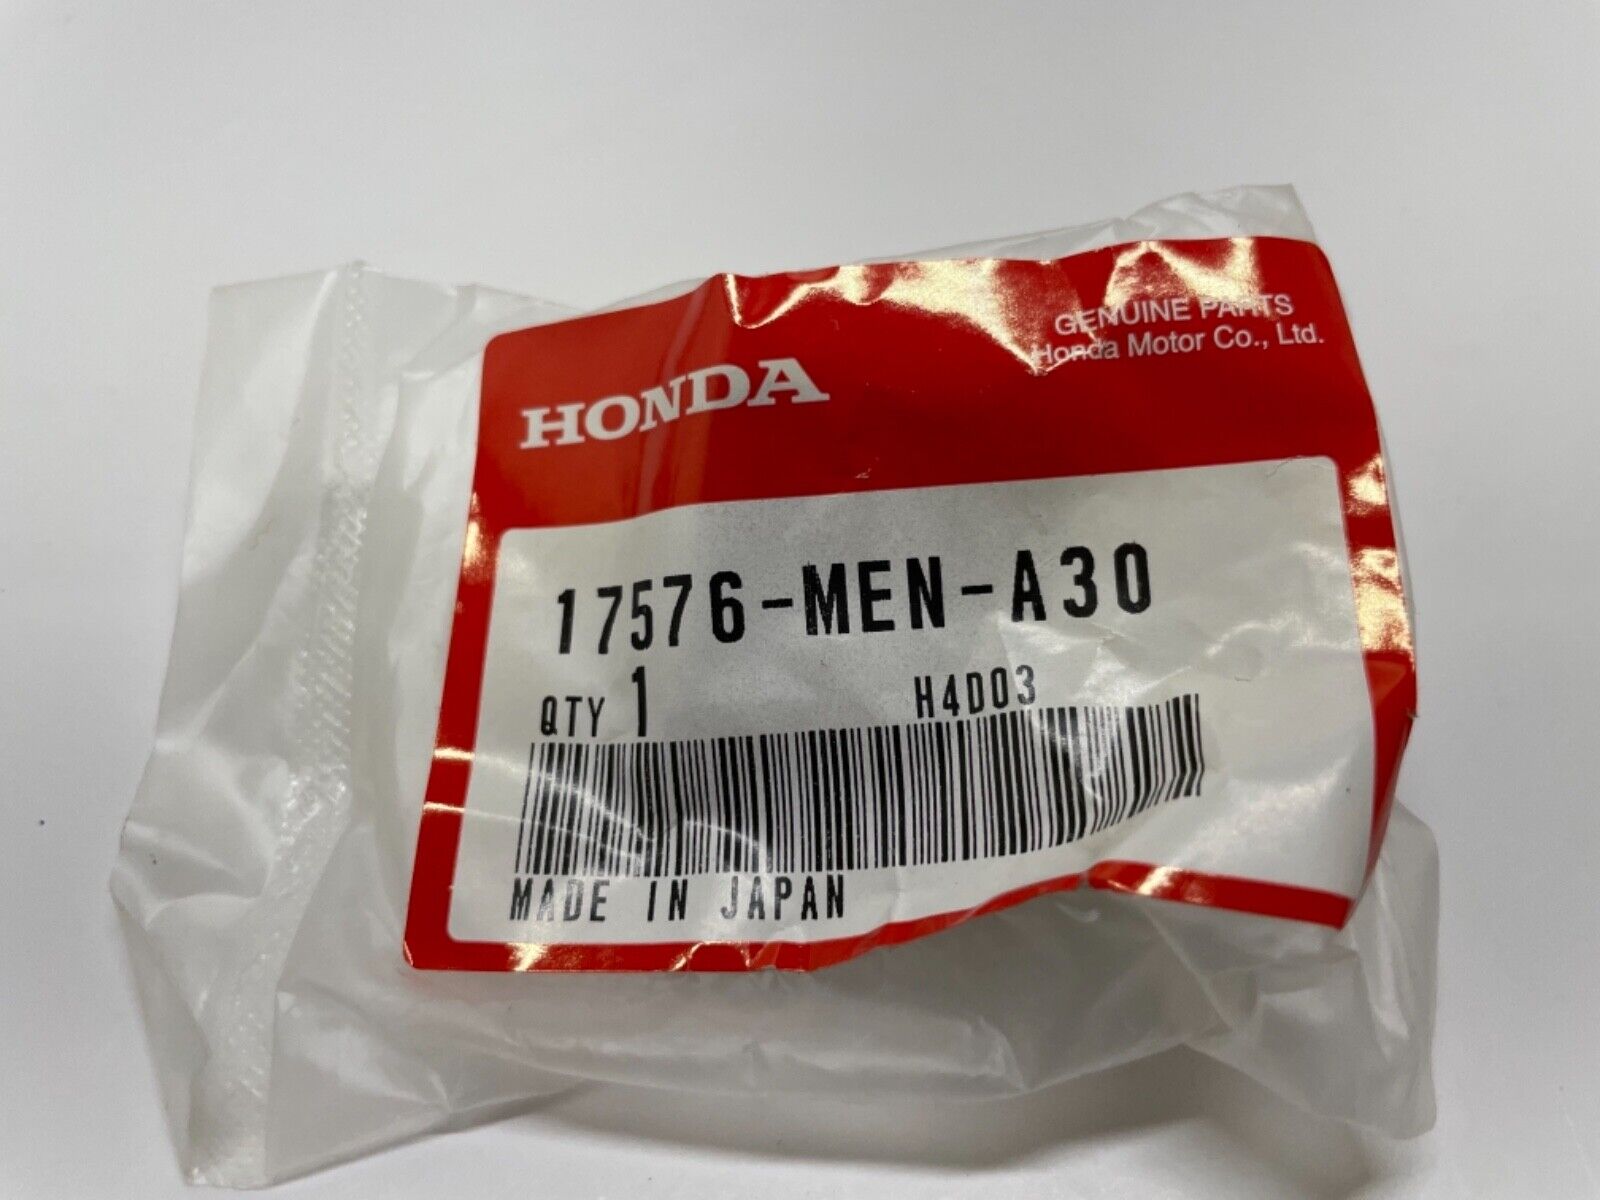 GENUINE PARTS
Honda Motor Co., Ltd.
HONDA
17576-MEN-A30
QTY 1 H4D03
MADE IN JAPAN